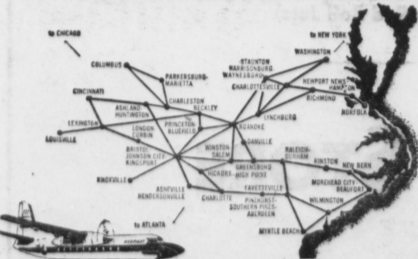 to CHICAGO
to NEW YORK
COLUMBUS
PARKERSBURG-
MARIETTA
STAUNTON
HARRISONBURG-
WAYNESBORO
WASHINGTON
CINCINNATI
CHARLOTTESVILLE
NEWPORT NEWS
HAMPTON
ASHLAND
HUNTINGTON
CHARLESTON
BECKLEY
RICHMOND
NORFOLK
LEXINGTON
PRINCETON
BLUEFIELD
LYNCHBURG
LOUISVILLE
LONDON
CORBIN
ROANOKE
BRISTOL
JOHNSON CITY
KINGSPORT
WINSTON
SALEM
DANVILLE
RALEIGH
DURHAM
KNOXVILLE
HICKORY
GREENSBORO
HIGH POINT
KINSTON
NEW BERN
ASHEVILLE
HENDERSONVILLE
CHARLOTTE
FAYETTEVILLE
MOREHEAD CITY
BEAUFORT
PINEHURST-
SOUTHERN PINES-
ABERDEEN
WILMINGTON
to ATLANTA
MYRTLE BEACH